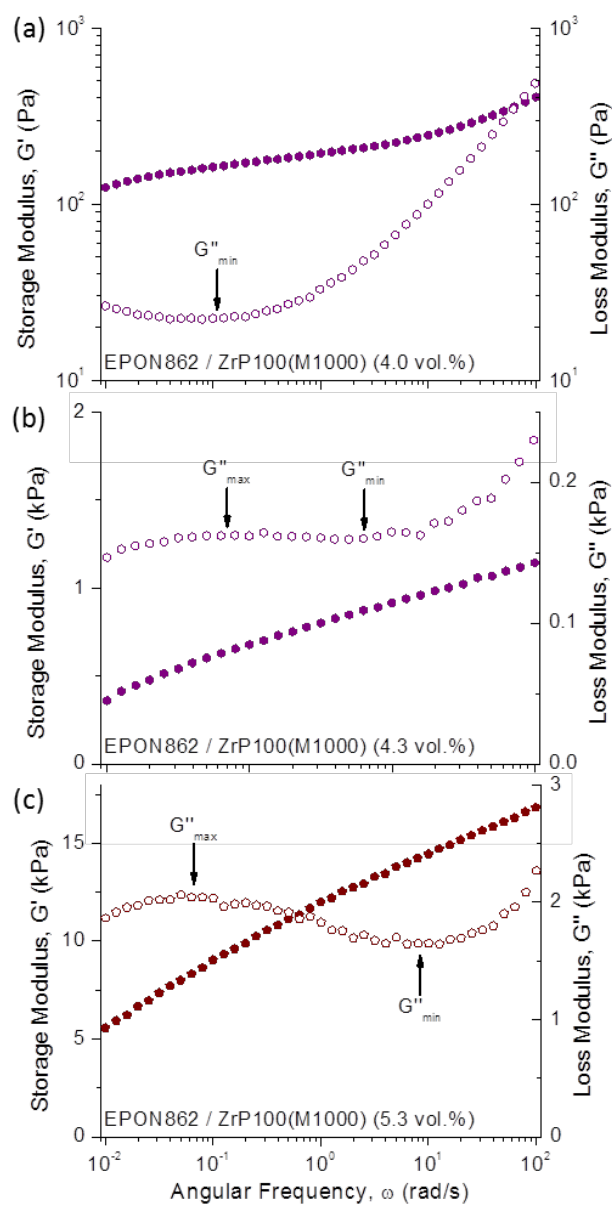 (a)
10³
10²
10¹
Storage Modulus, G' (Pa)
10³
10²
10¹
Loss Modulus, G" (Pa)
G"min
EPON862 / ZrP100(M1000) (4.0 vol.%)
(b)
2
1
0
Storage Modulus, G' (kPa)
0.2
0.1
0.0
Loss Modulus, G" (kPa)
G"max
G"min
EPON862 / ZrP100(M1000) (4.3 vol.%)
(c)
15
10
5
0
Storage Modulus, G' (kPa)
3
2
1
0
Loss Modulus, G" (kPa)
G"max
G"min
EPON862 / ZrP100(M1000) (5.3 vol.%)
10⁻² 10⁻¹ 10⁰ 10¹ 10²
Angular Frequency, ω (rad/s)